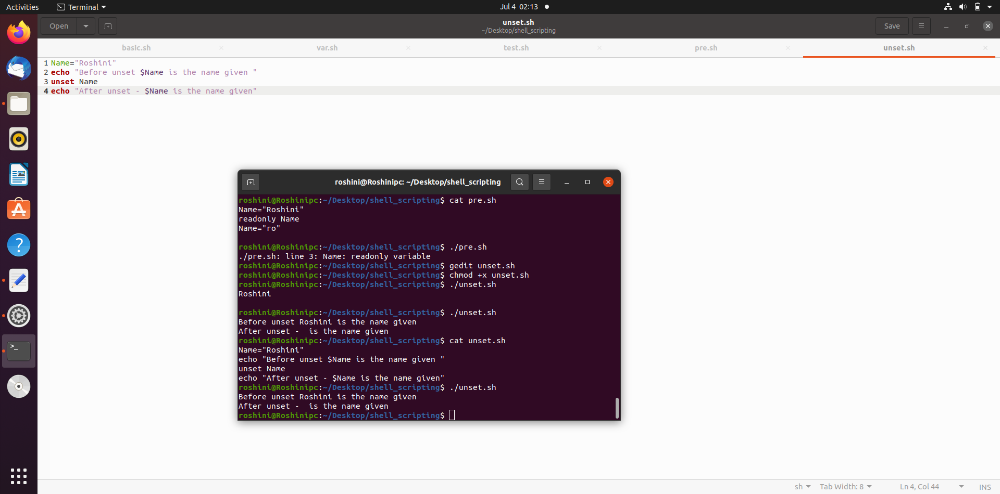 Activities Terminal Jul 4 02:13
Open unset.sh Save
~/Desktop/shell_scripting
basic.sh var.sh test.sh pre.sh unset.sh
1 Name="Roshini"
2 echo "Before unset $Name is the name given "
3 unset Name
4 echo "After unset - $Name is the name given"
roshini@Roshinipc: ~/Desktop/shell_scripting
roshini@Roshinipc:~/Desktop/shell_scripting$ cat pre.sh
Name="Roshini"
readonly Name
Name="ro"
roshini@Roshinipc:~/Desktop/shell_scripting$ ./pre.sh
./pre.sh: line 3: Name: readonly variable
roshini@Roshinipc:~/Desktop/shell_scripting$ gedit unset.sh
roshini@Roshinipc:~/Desktop/shell_scripting$ chmod +x unset.sh
roshini@Roshinipc:~/Desktop/shell_scripting$ ./unset.sh
Roshini
roshini@Roshinipc:~/Desktop/shell_scripting$ ./unset.sh
Before unset Roshini is the name given
After unset -  is the name given
roshini@Roshinipc:~/Desktop/shell_scripting$ cat unset.sh
Name="Roshini"
echo "Before unset $Name is the name given "
unset Name
echo "After unset - $Name is the name given"
roshini@Roshinipc:~/Desktop/shell_scripting$ ./unset.sh
Before unset Roshini is the name given
After unset -  is the name given
roshini@Roshinipc:~/Desktop/shell_scripting$
sh Tab Width: 8 Ln 4, Col 44 INS